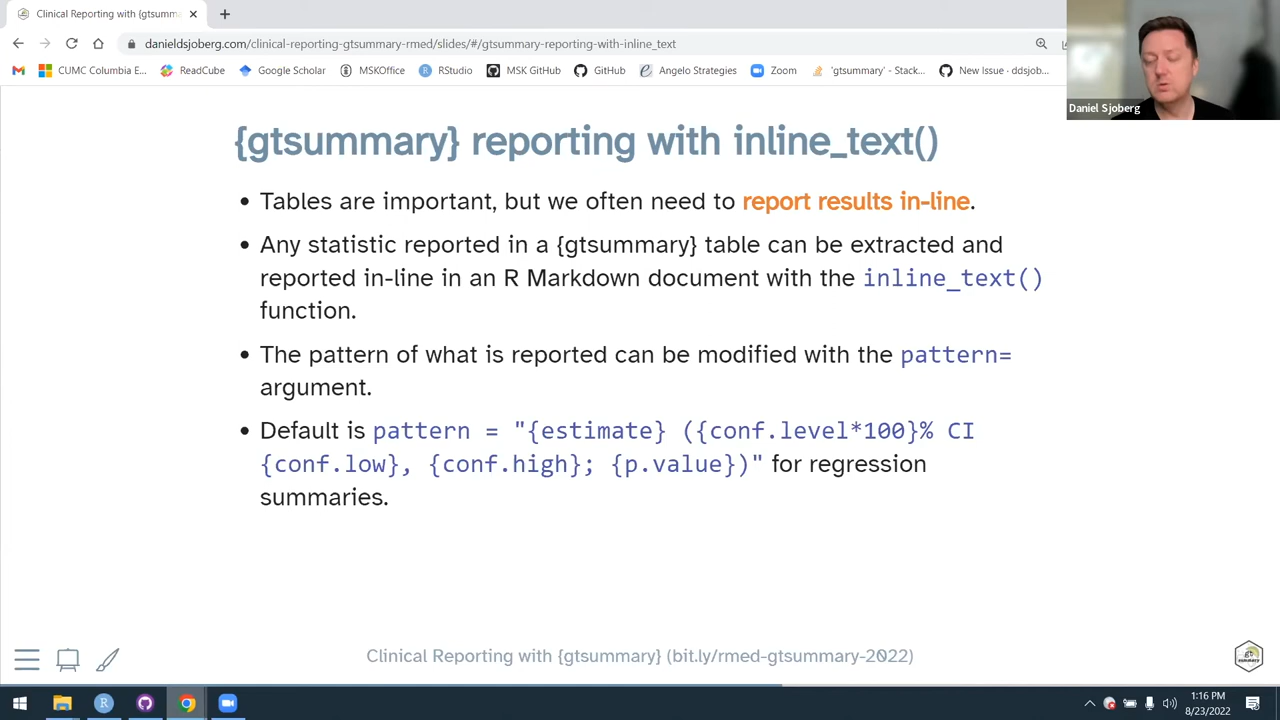 Clinical Reporting with {gtsumma
danieldsjoberg.com/clinical-reporting-gtsummary-rmed/slides/#/gtsummary-reporting-with-inline_text
CUMC Columbia E...
ReadCube
Google Scholar
MSKOffice
RStudio
MSK GitHub
GitHub
Angelo Strategies
Zoom
'gtsummary' - Stack...
New Issue · ddsjob...
Daniel Sjoberg
{gtsummary} reporting with inline_text()
• Tables are important, but we often need to report results in-line.
• Any statistic reported in a {gtsummary} table can be extracted and
reported in-line in an R Markdown document with the inline_text()
function.
• The pattern of what is reported can be modified with the pattern=
argument.
• Default is pattern = "{estimate} ({conf.level*100}% CI
{conf.low}, {conf.high}; {p.value})" for regression
summaries.
Clinical Reporting with {gtsummary} (bit.ly/rmed-gtsummary-2022)
gt
summary
1:16 PM
8/23/2022